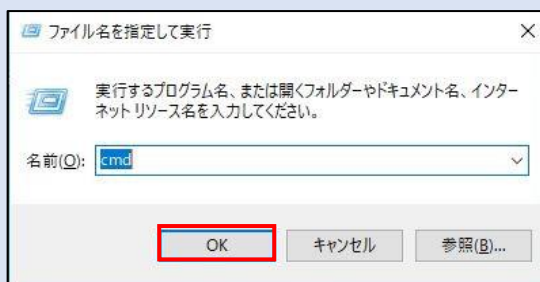 ファイル名を指定して実行
実行するプログラム名、または開くフォルダーやドキュメント名、インター
ネット リソース名を入力してください。
名前(O): cmd
OK キャンセル 参照(B)...